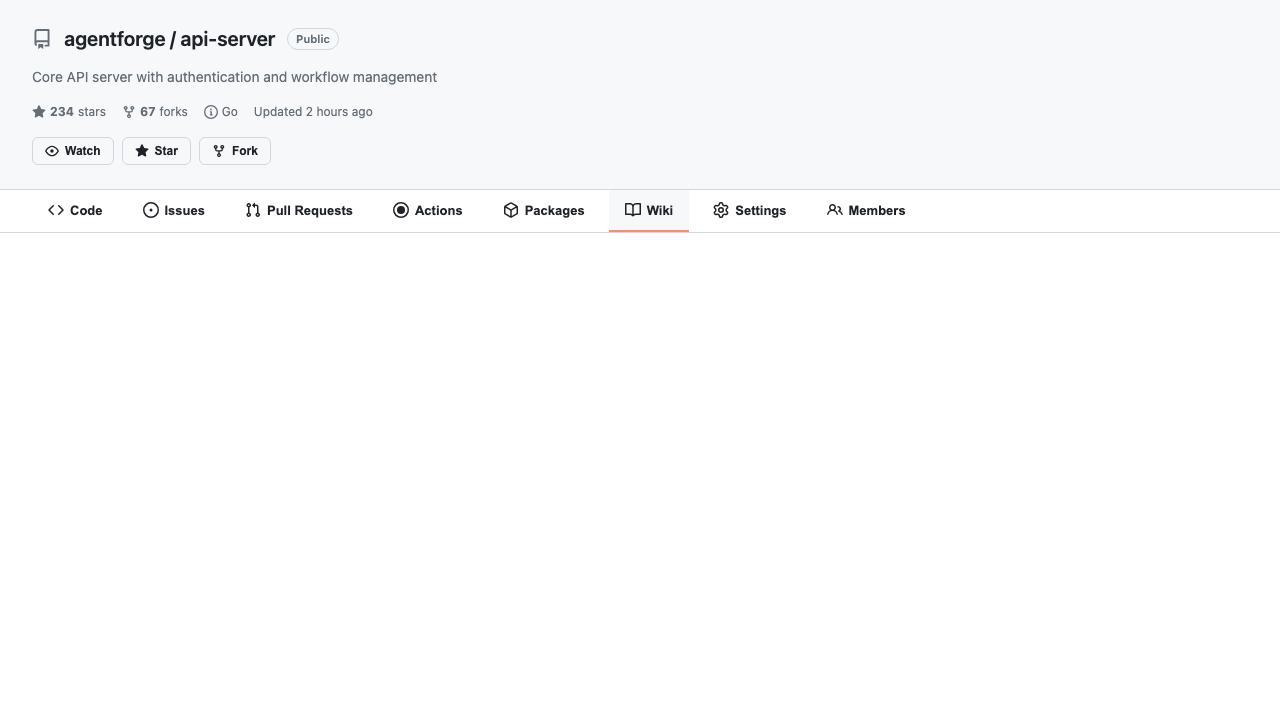 agentforge / api-server Public
Core API server with authentication and workflow management
234 stars 67 forks Go Updated 2 hours ago
Watch Star Fork
Code Issues Pull Requests Actions Packages Wiki Settings Members